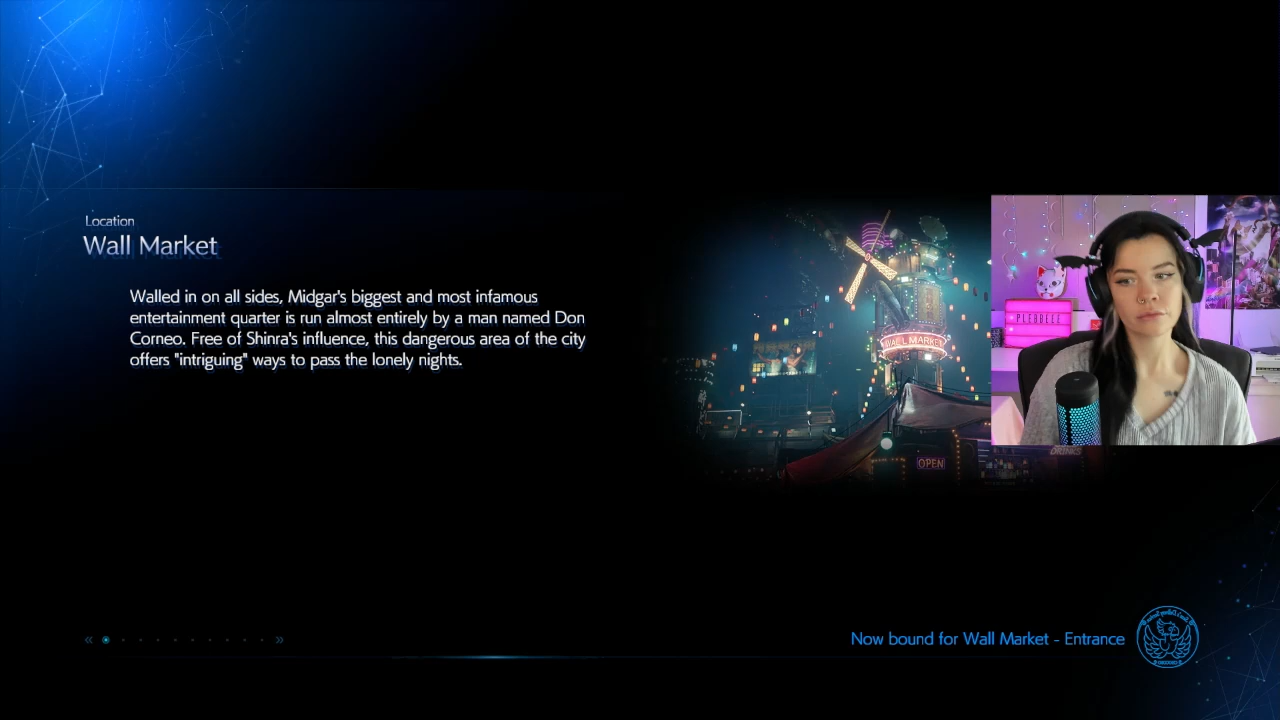 Location
Wall Market
Walled in on all sides, Midgar's biggest and most infamous
entertainment quarter is run almost entirely by a man named Don
Corneo. Free of Shinra's influence, this dangerous area of the city
offers "intriguing" ways to pass the lonely nights.
WALL MARKET
OPEN
DRINKS
Now bound for Wall Market - Entrance